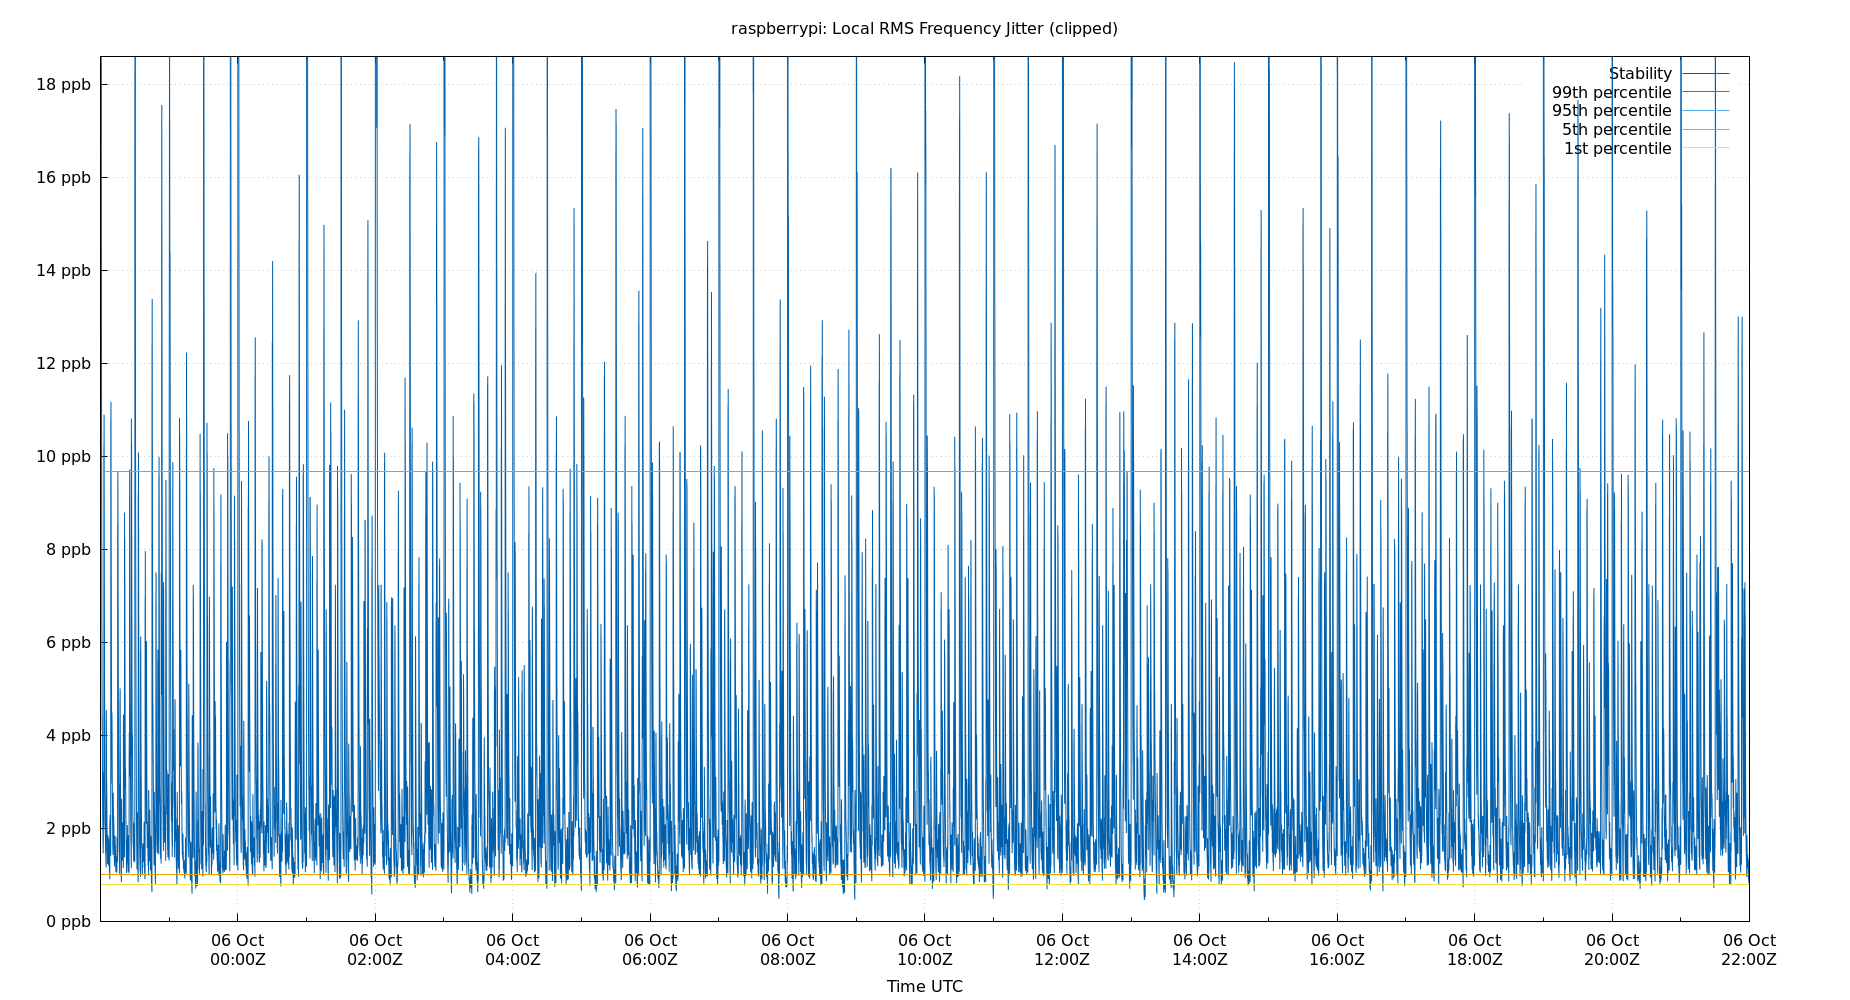 raspberrypi: Local RMS Frequency Jitter (clipped)
Stability
99th percentile
95th percentile
5th percentile
1st percentile
18 ppb
16 ppb
14 ppb
12 ppb
10 ppb
8 ppb
6 ppb
4 ppb
2 ppb
0 ppb
06 Oct 06 Oct 06 Oct 06 Oct 06 Oct 06 Oct 06 Oct 06 Oct 06 Oct 06 Oct 06 Oct 06 Oct
00:00Z 02:00Z 04:00Z 06:00Z 08:00Z 10:00Z 12:00Z 14:00Z 16:00Z 18:00Z 20:00Z 22:00Z
Time UTC